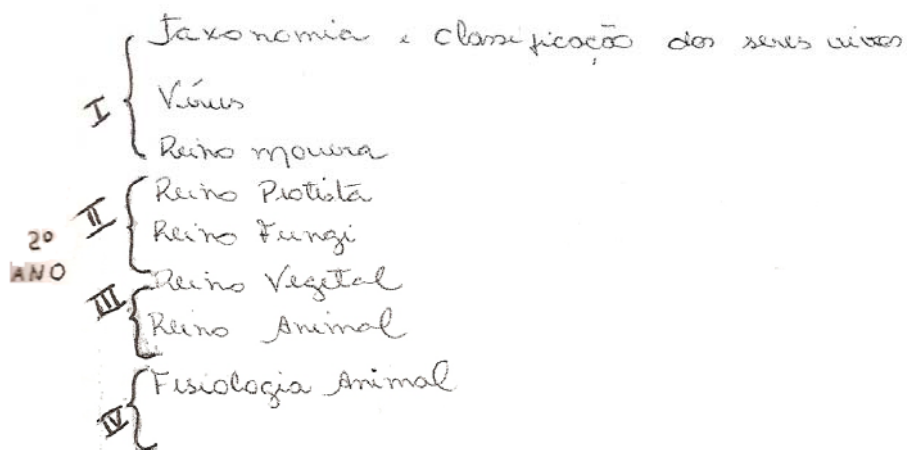 Taxonomia e classificação dos seres vivos
I
Vírus
Reino monera
Reino Protista
II
Reino Fungi
2º
ANO
Reino Vegetal
III
Reino Animal
Fisiologia Animal
IV